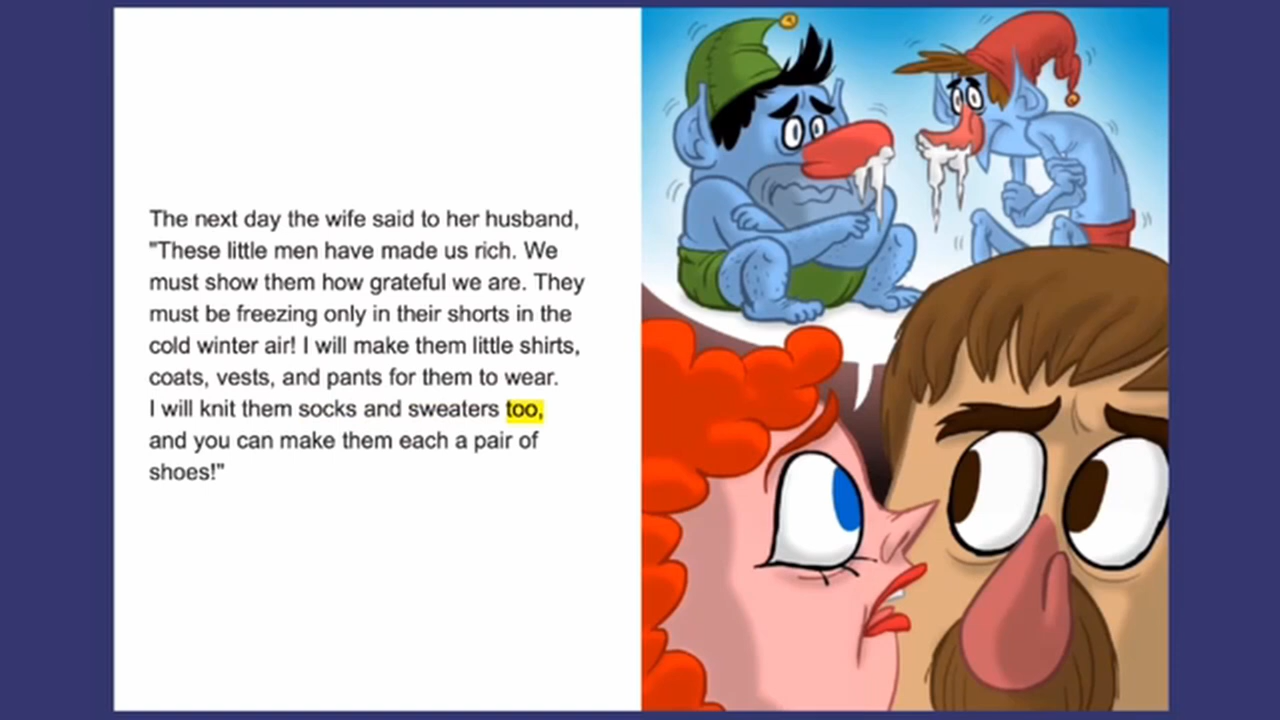 The next day the wife said to her husband,
"These little men have made us rich. We
must show them how grateful we are. They
must be freezing only in their shorts in the
cold winter air! I will make them little shirts,
coats, vests, and pants for them to wear.
I will knit them socks and sweaters too,
and you can make them each a pair of
shoes!"